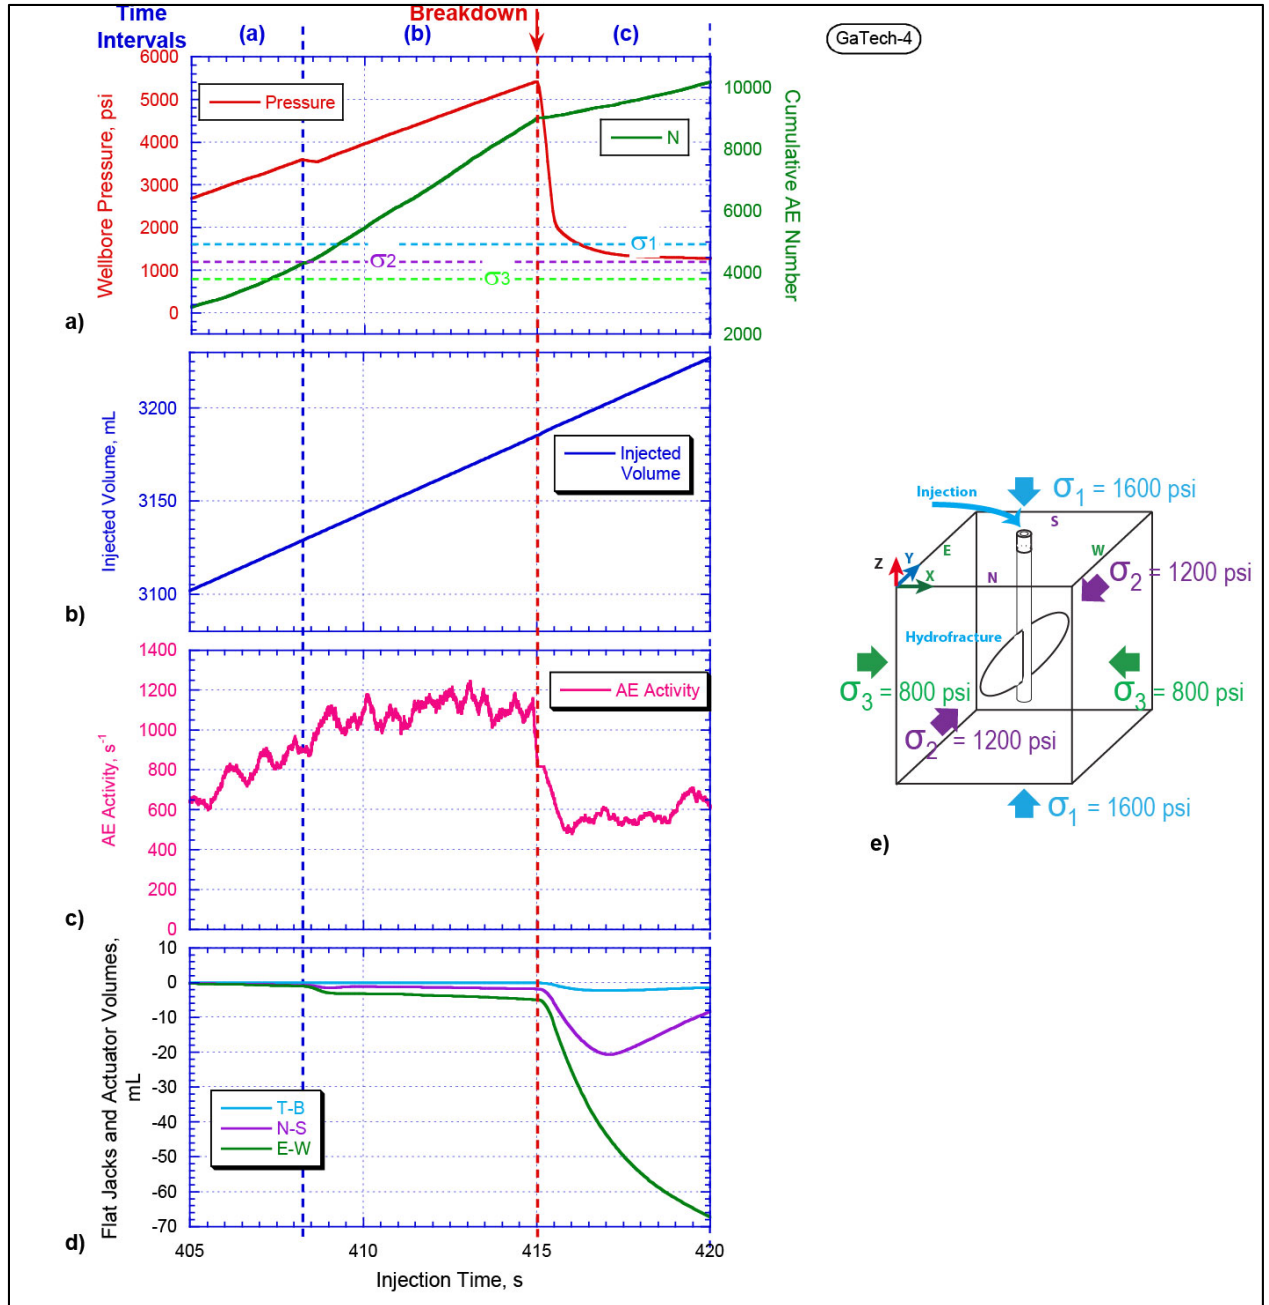 Time
Intervals
(a)
(b)
Breakdown
(c)
GaTech-4
6000
5000
4000
3000
2000
1000
0
Wellbore Pressure, psi
Pressure
N
σ1
σ2
σ3
10000
8000
6000
4000
2000
Cumulative AE Number
a)
3200
3150
3100
Injected Volume, mL
Injected
Volume
b)
1400
1200
1000
800
600
400
200
0
AE Activity, s-1
AE Activity
c)
10
0
-10
-20
-30
-40
-50
-60
-70
Flat Jacks and Actuator Volumes,
mL
T-B
N-S
E-W
d)
405
410
415
420
Injection Time, s
Injection
σ1 = 1600 psi
S
E
W
Z
Y
X
N
σ2 = 1200 psi
Hydrofracture
σ3 = 800 psi
σ3 = 800 psi
σ2 = 1200 psi
σ1 = 1600 psi
e)